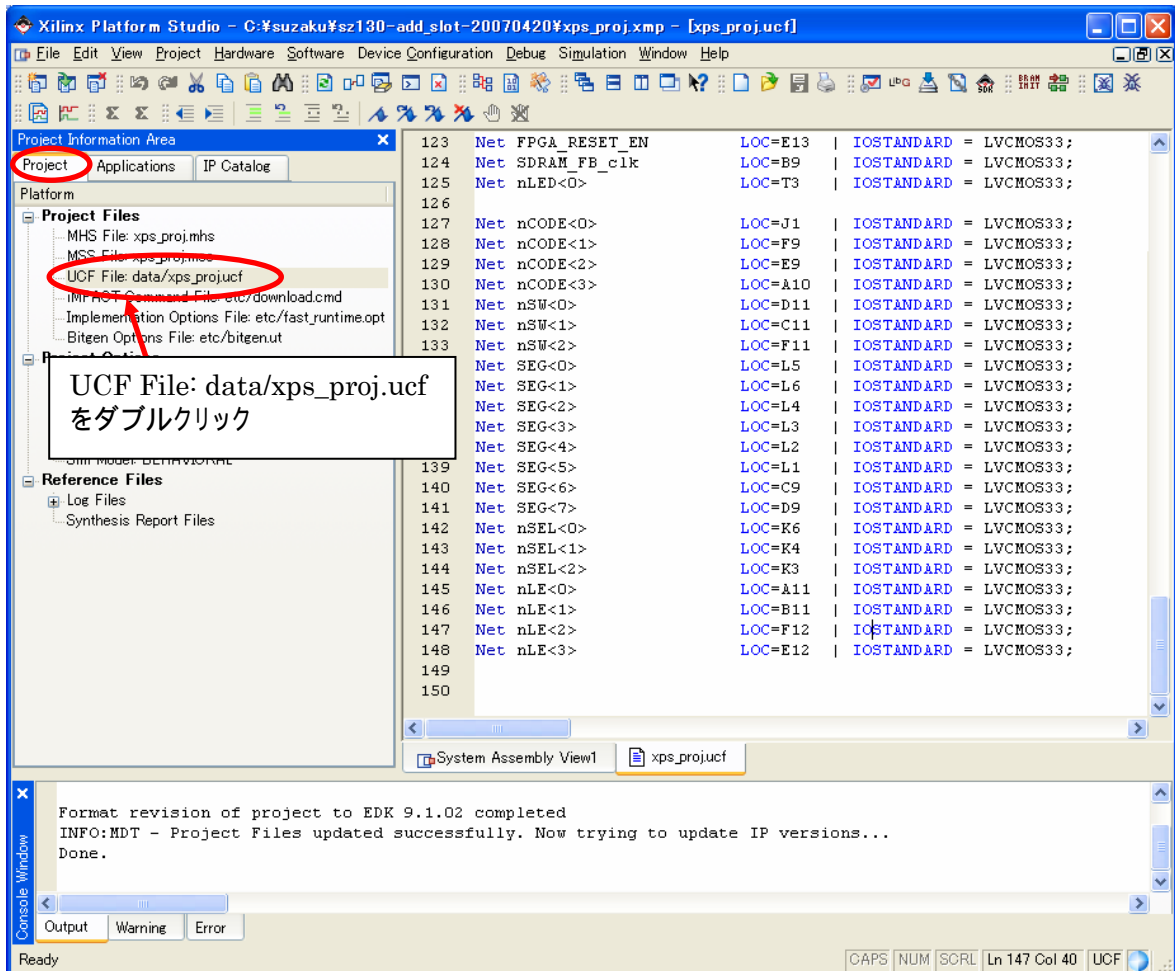 Xilinx Platform Studio - C:¥suzaku¥sz130-add_slot-20070420¥xps_proj.xmp - [xps_proj.ucf]
File Edit View Project Hardware Software Device Configuration Debug Simulation Window Help
Project Information Area
Project Applications IP Catalog
Platform
Project Files
MHS File: xps_proj.mhs
MSS File: xps_proj.mss
UCF File: data/xps_proj.ucf
iMPACT Command File: etc/download.cmd
Implementation Options File: etc/fast_runtime.opt
Bitgen Options File: etc/bitgen.ut
Project Options
UCF File: data/xps_proj.ucf
をダブルクリック
Sim Model: BEHAVIORAL
Reference Files
Log Files
Synthesis Report Files
123 Net FPGA_RESET_EN LOC=E13 | IOSTANDARD = LVCMOS33;
124 Net SDRAM_FB_clk LOC=B9 | IOSTANDARD = LVCMOS33;
125 Net nLED<0> LOC=T3 | IOSTANDARD = LVCMOS33;
126
127 Net nCODE<0> LOC=J1 | IOSTANDARD = LVCMOS33;
128 Net nCODE<1> LOC=F9 | IOSTANDARD = LVCMOS33;
129 Net nCODE<2> LOC=E9 | IOSTANDARD = LVCMOS33;
130 Net nCODE<3> LOC=A10 | IOSTANDARD = LVCMOS33;
131 Net nSW<0> LOC=D11 | IOSTANDARD = LVCMOS33;
132 Net nSW<1> LOC=C11 | IOSTANDARD = LVCMOS33;
133 Net nSW<2> LOC=F11 | IOSTANDARD = LVCMOS33;
Net SEG<0> LOC=L5 | IOSTANDARD = LVCMOS33;
Net SEG<1> LOC=L6 | IOSTANDARD = LVCMOS33;
Net SEG<2> LOC=L4 | IOSTANDARD = LVCMOS33;
Net SEG<3> LOC=L3 | IOSTANDARD = LVCMOS33;
Net SEG<4> LOC=L2 | IOSTANDARD = LVCMOS33;
139 Net SEG<5> LOC=L1 | IOSTANDARD = LVCMOS33;
140 Net SEG<6> LOC=C9 | IOSTANDARD = LVCMOS33;
141 Net SEG<7> LOC=D9 | IOSTANDARD = LVCMOS33;
142 Net nSEL<0> LOC=K6 | IOSTANDARD = LVCMOS33;
143 Net nSEL<1> LOC=K4 | IOSTANDARD = LVCMOS33;
144 Net nSEL<2> LOC=K3 | IOSTANDARD = LVCMOS33;
145 Net nLE<0> LOC=A11 | IOSTANDARD = LVCMOS33;
146 Net nLE<1> LOC=B11 | IOSTANDARD = LVCMOS33;
147 Net nLE<2> LOC=F12 | IOSTANDARD = LVCMOS33;
148 Net nLE<3> LOC=E12 | IOSTANDARD = LVCMOS33;
149
150
System Assembly View1 xps_proj.ucf
Console Window
Format revision of project to EDK 9.1.02 completed
INFO:MDT - Project Files updated successfully. Now trying to update IP versions...
Done.
Output Warning Error
Ready CAPS NUM SCRL Ln 147 Col 40 UCF